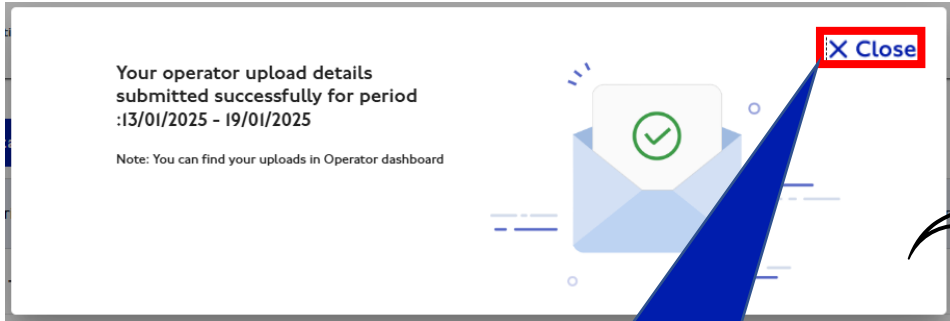 X Close
Your operator upload details
submitted successfully for period
:13/01/2025 - 19/01/2025
Note: You can find your uploads in Operator dashboard